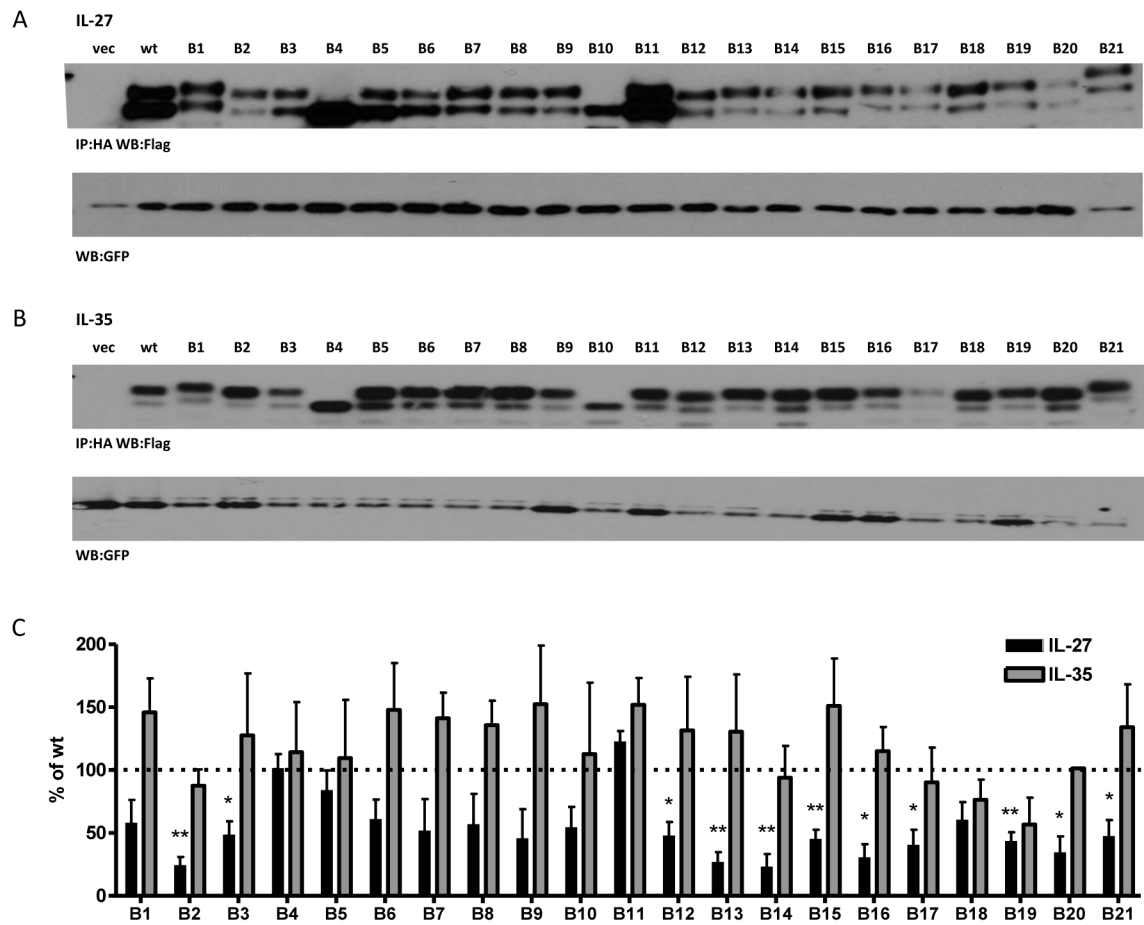 A
IL-27
vec wt B1 B2 B3 B4 B5 B6 B7 B8 B9 B10 B11 B12 B13 B14 B15 B16 B17 B18 B19 B20 B21
IP:HA WB:Flag
WB:GFP
B
IL-35
vec wt B1 B2 B3 B4 B5 B6 B7 B8 B9 B10 B11 B12 B13 B14 B15 B16 B17 B18 B19 B20 B21
IP:HA WB:Flag
WB:GFP
C
% of wt
200
150
100
50
0
IL-27
IL-35
** * * ** ** ** * * ** * *
B1 B2 B3 B4 B5 B6 B7 B8 B9 B10 B11 B12 B13 B14 B15 B16 B17 B18 B19 B20 B21